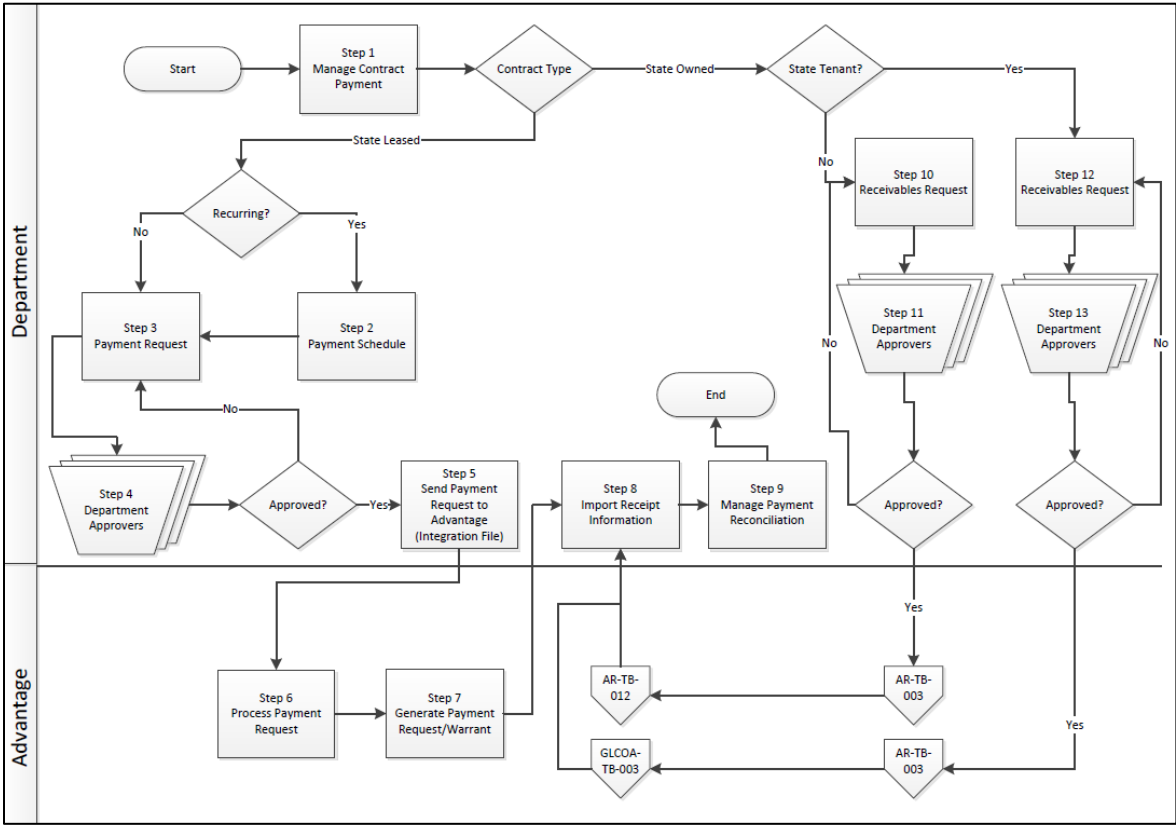 Department
Start
Step 1
Manage Contract
Payment
Contract Type
State Owned
State Tenant?
Yes
State Leased
No
Recurring?
No
Yes
Step 10
Receivables Request
Step 12
Receivables Request
Step 3
Payment Request
Step 2
Payment Schedule
Step 11
Department
Approvers
No
Step 13
Department
Approvers
No
End
No
Step 4
Department
Approvers
Approved?
Yes
Step 5
Send Payment
Request to
Advantage
(Integration File)
Step 8
Import Receipt
Information
Step 9
Manage Payment
Reconciliation
Approved?
Approved?
Advantage
Yes
Step 6
Process Payment
Request
Step 7
Generate Payment
Request/Warrant
AR-TB-
012
AR-TB-
003
Yes
GLCOA-
TB-003
AR-TB-
003